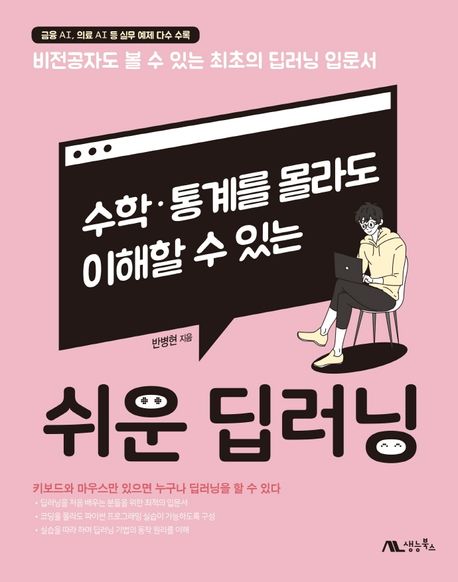 금융 AI, 의료 AI 등 실무 예제 다수 수록
비전공자도 볼 수 있는 최초의 딥러닝 입문서
수학·통계를 몰라도
이해할 수 있는
반병현 지음
쉬운 딥러닝
키보드와 마우스만 있으면 누구나 딥러닝을 할 수 있다
• 딥러닝을 처음 배우는 분들을 위한 최적의 입문서
• 코딩을 몰라도 파이썬 프로그래밍 실습이 가능하도록 구성
• 실습을 따라 하며 딥러닝 기법의 동작 원리를 이해
생능북스